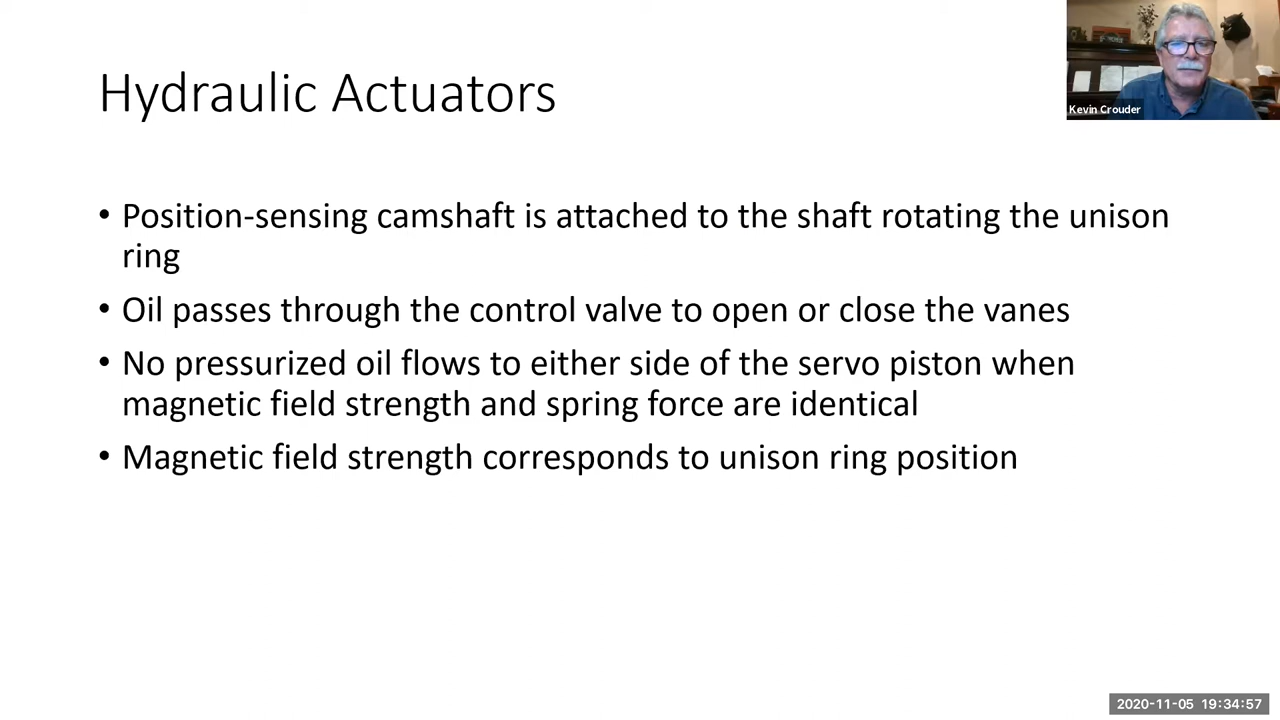 Hydraulic Actuators
Kevin Crouder
• Position-sensing camshaft is attached to the shaft rotating the unison
ring
• Oil passes through the control valve to open or close the vanes
• No pressurized oil flows to either side of the servo piston when
magnetic field strength and spring force are identical
• Magnetic field strength corresponds to unison ring position
2020-11-05 19:34:57